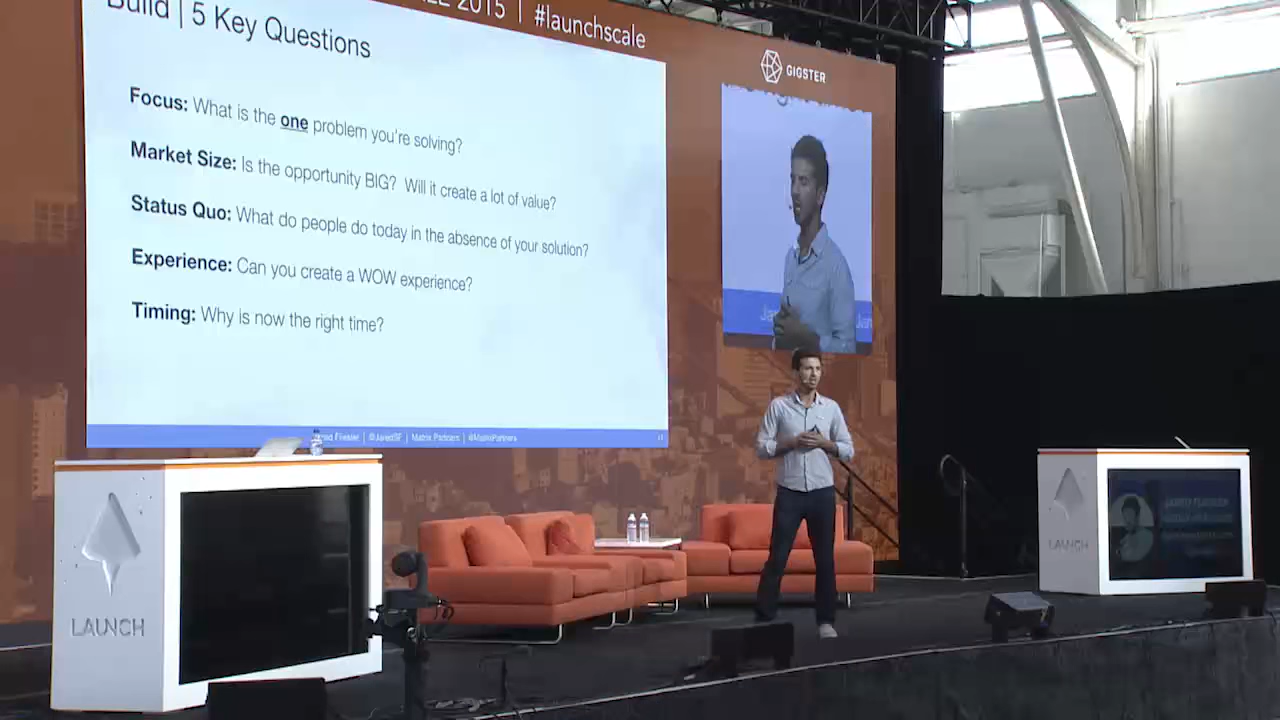 2015 | #launchscale
Build | 5 Key Questions
GIGSTER
Focus: What is the one problem you're solving?
Market Size: Is the opportunity BIG? Will it create a lot of value?
Status Quo: What do people do today in the absence of your solution?
Experience: Can you create a WOW experience?
Timing: Why is now the right time?
@JaredSF | Matrix Partners | @MatrixPartners
LAUNCH
LAUNCH